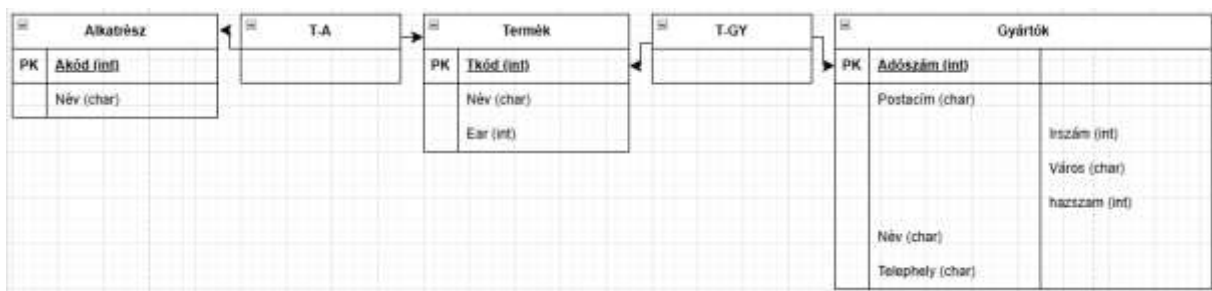 Alkatrèsz
PK Akód (int)
Név (char)
T-A
Termék
PK Tkód (int)
Név (char)
Ear (int)
T-GY
Gyártók
PK Adószám (int)
Postacím (char)
Irszám (int)
Város (char)
hazszam (int)
Név (char)
Telephely (char)